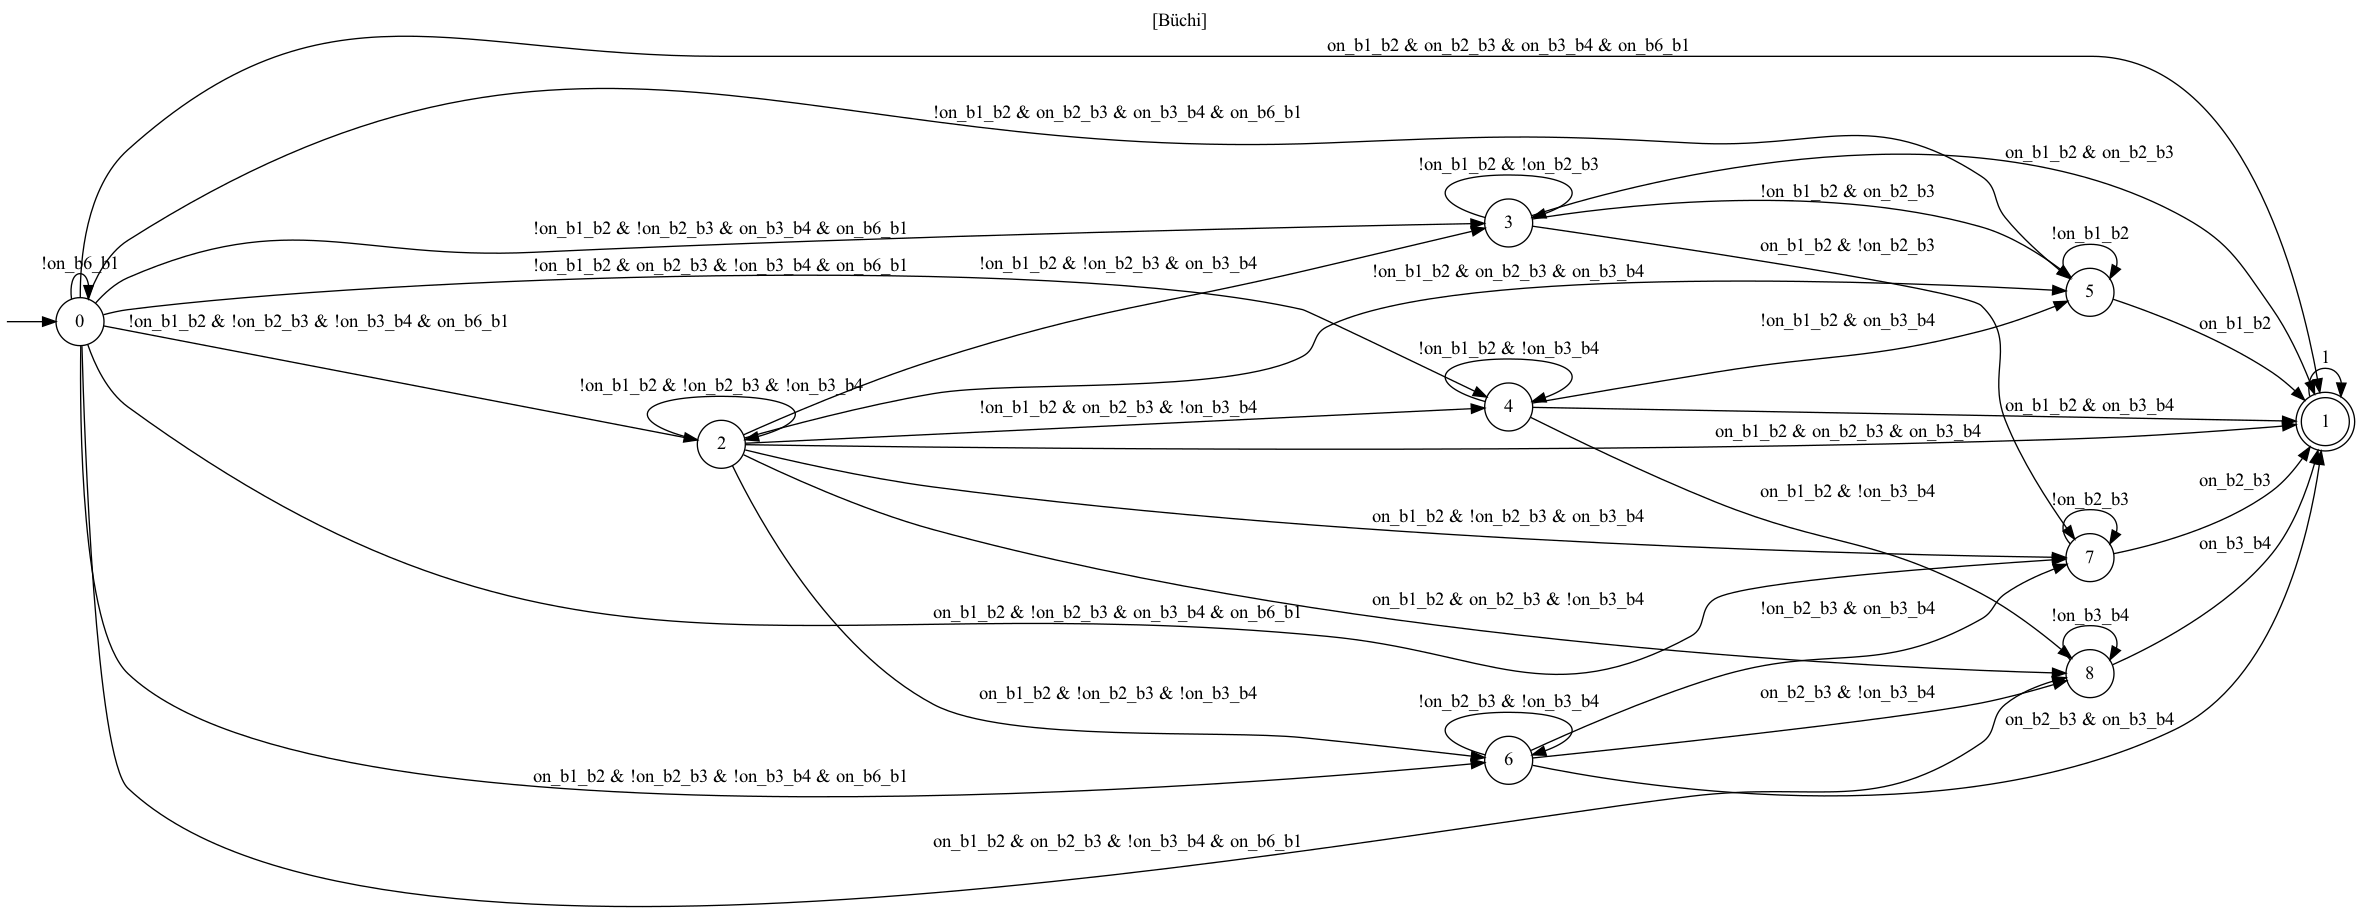 [Büchi]
on_b1_b2 & on_b2_b3 & on_b3_b4 & on_b6_b1
!on_b1_b2 & on_b2_b3 & on_b3_b4 & on_b6_b1
on_b1_b2 & on_b2_b3
!on_b1_b2 & !on_b2_b3
!on_b1_b2 & on_b2_b3
3
!on_b1_b2 & !on_b2_b3 & on_b3_b4 & on_b6_b1
!on_b1_b2
on_b1_b2 & !on_b2_b3
!on_b6_b1
!on_b1_b2 & on_b2_b3 & !on_b3_b4 & on_b6_b1
!on_b1_b2 & !on_b2_b3 & on_b3_b4
!on_b1_b2 & on_b2_b3 & on_b3_b4
5
0
!on_b1_b2 & !on_b2_b3 & !on_b3_b4 & on_b6_b1
!on_b1_b2 & on_b3_b4
on_b1_b2
!on_b1_b2 & !on_b3_b4
1
!on_b1_b2 & !on_b2_b3 & !on_b3_b4
!on_b1_b2 & on_b2_b3 & !on_b3_b4
4
on_b1_b2 & on_b3_b4
1
on_b1_b2 & on_b2_b3 & on_b3_b4
2
on_b1_b2 & !on_b3_b4
on_b2_b3
!on_b2_b3
on_b1_b2 & !on_b2_b3 & on_b3_b4
on_b3_b4
7
on_b1_b2 & on_b2_b3 & !on_b3_b4
on_b1_b2 & !on_b2_b3 & on_b3_b4 & on_b6_b1
!on_b2_b3 & on_b3_b4
!on_b3_b4
8
on_b1_b2 & !on_b2_b3 & !on_b3_b4
!on_b2_b3 & !on_b3_b4
on_b2_b3 & !on_b3_b4
on_b2_b3 & on_b3_b4
6
on_b1_b2 & !on_b2_b3 & !on_b3_b4 & on_b6_b1
on_b1_b2 & on_b2_b3 & !on_b3_b4 & on_b6_b1